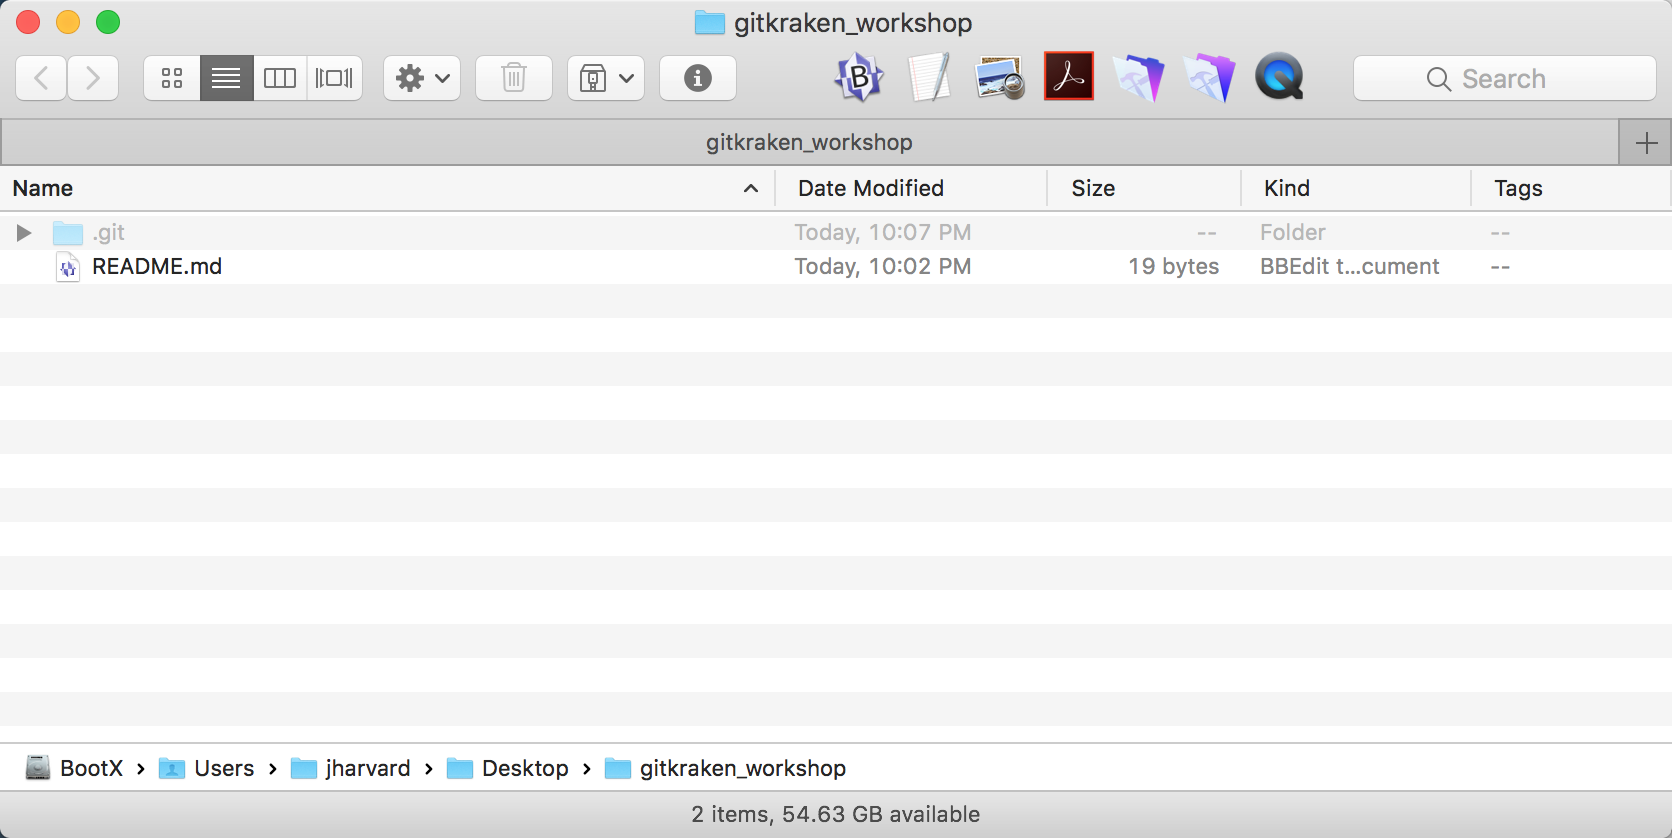 gitkraken_workshop
Search
gitkraken_workshop
Name Date Modified Size Kind Tags
.git Today, 10:07 PM -- Folder --
README.md Today, 10:02 PM 19 bytes BBEdit t...cument --
BootX › Users › jharvard › Desktop › gitkraken_workshop
2 items, 54.63 GB available